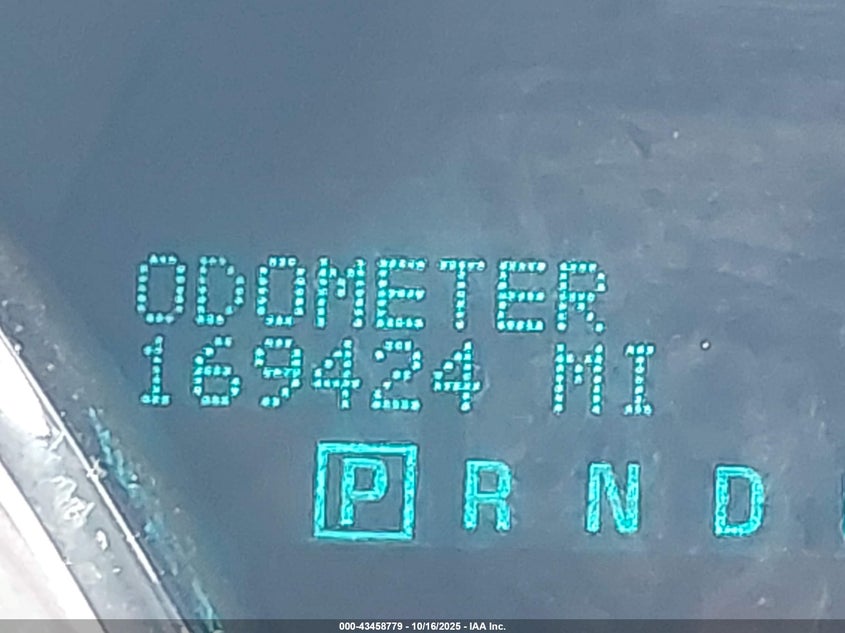 ODOMETER
169424 MI
P R N D
000-43458779 - 10/16/2025 - IAA Inc.